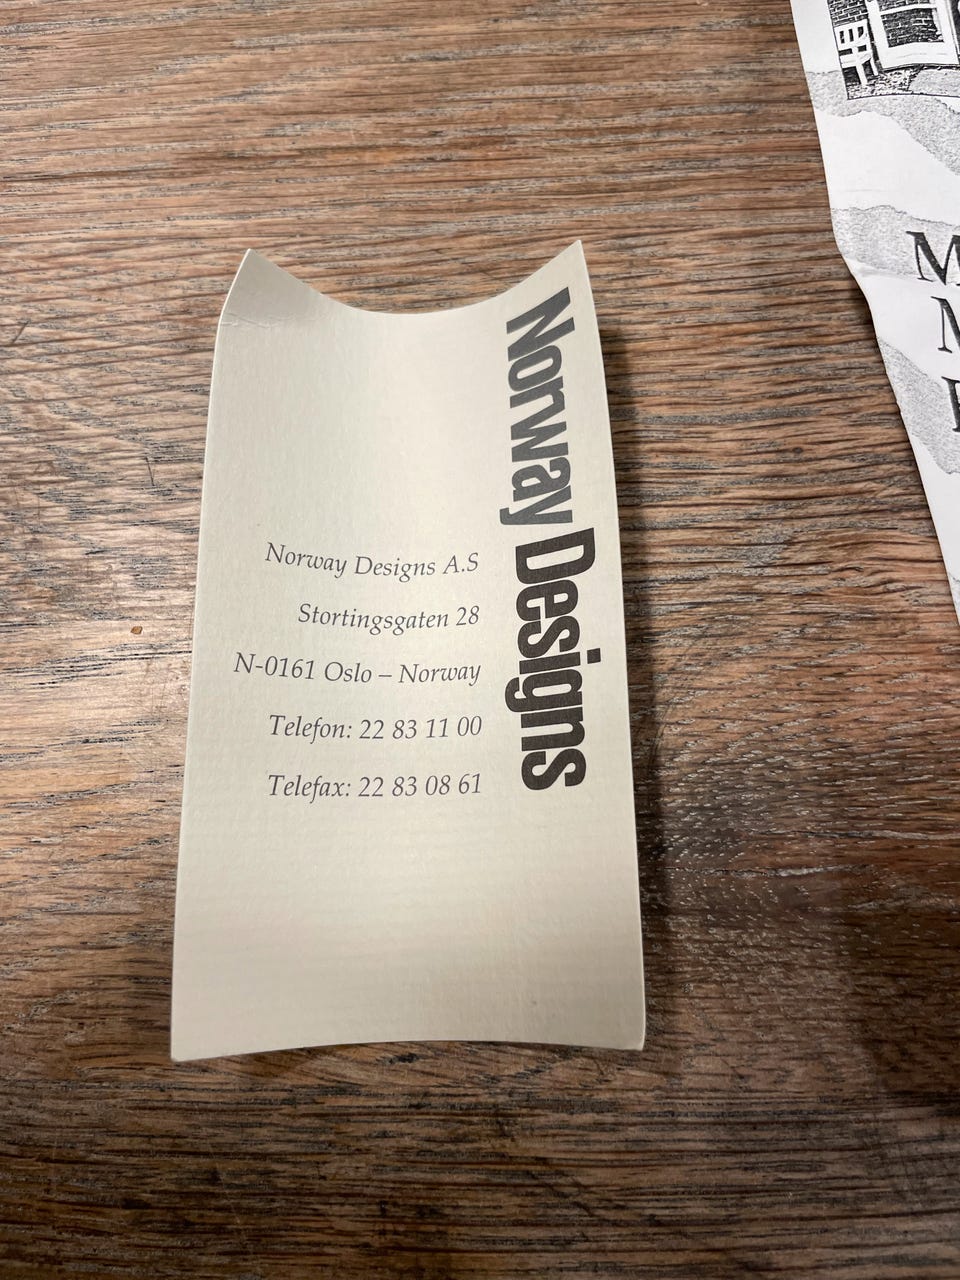 Norway Designs
Norway Designs A.S
Stortingsgaten 28
N-0161 Oslo – Norway
Telefon: 22 83 11 00
Telefax: 22 83 08 61